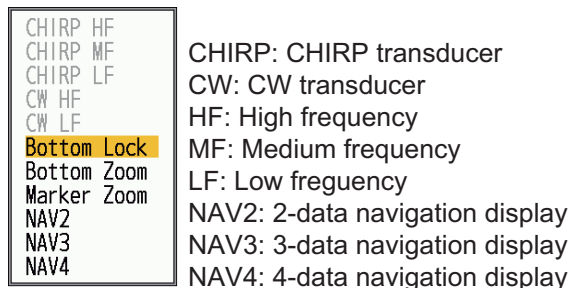 CHIRP HF
CHIRP MF
CHIRP LF
CW HF
CW LF
Bottom Lock
Bottom Zoom
Marker Zoom
NAV2
NAV3
NAV4
CHIRP: CHIRP transducer
CW: CW transducer
HF: High frequency
MF: Medium frequency
LF: Low freguency
NAV2: 2-data navigation display
NAV3: 3-data navigation display
NAV4: 4-data navigation display